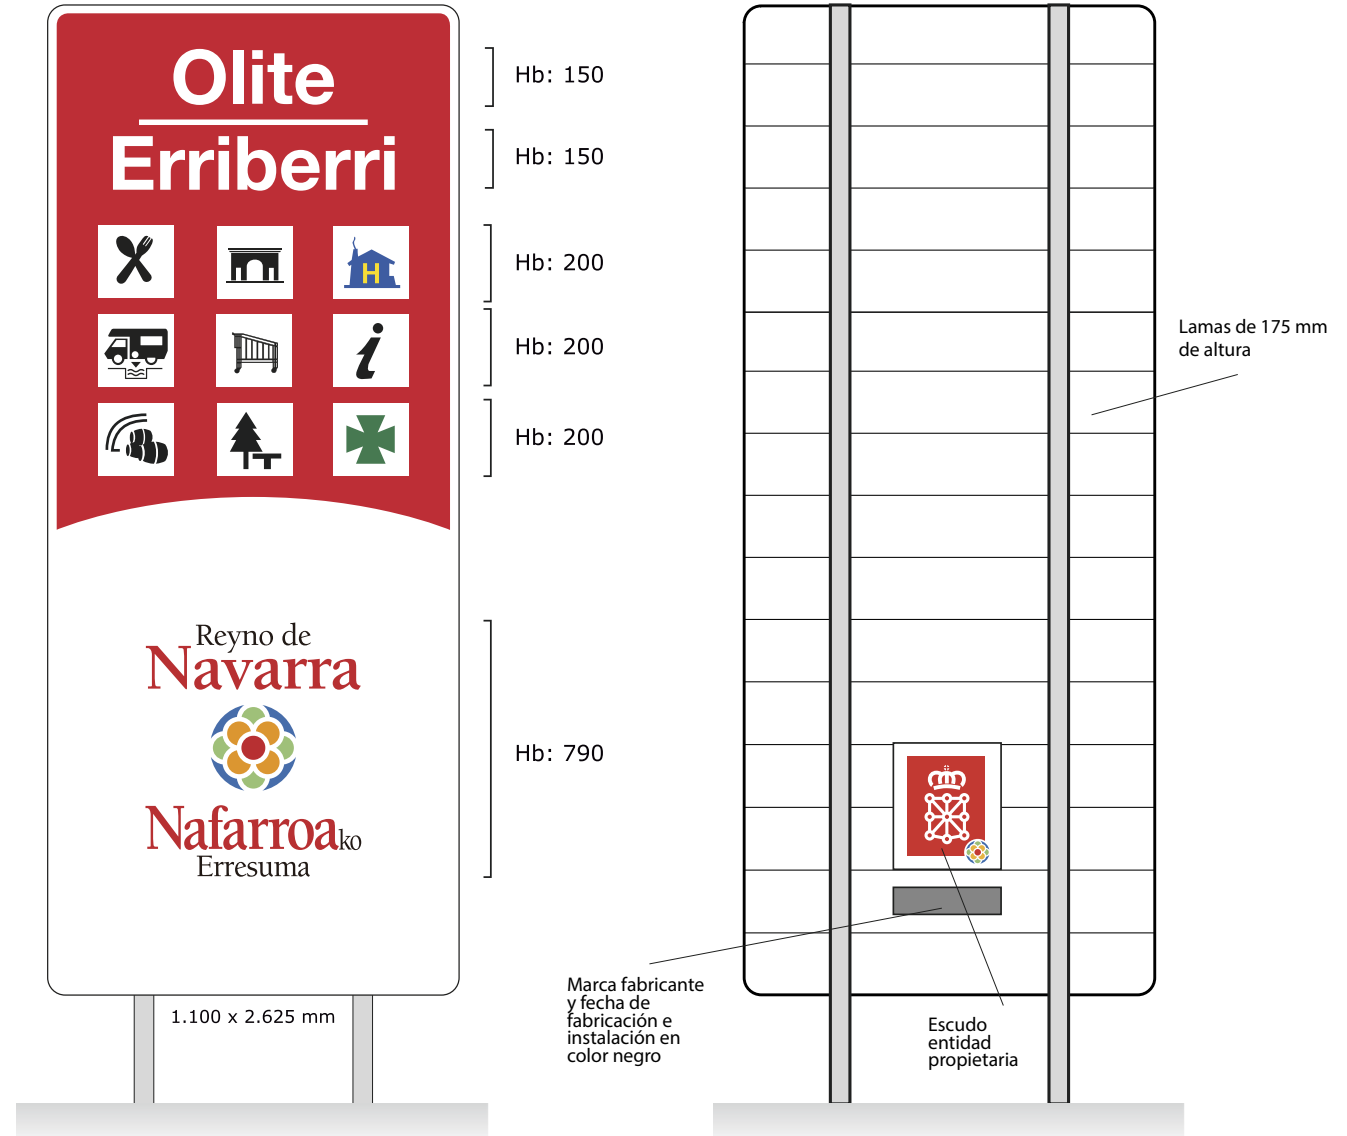 Olite
Erriberri
Hb: 150
Hb: 150
Hb: 200
H
Hb: 200
i
Hb: 200
Reyno de
Navarra
Nafarroako
Erresuma
Hb: 790
1.100 x 2.625 mm
Lamas de 175 mm
de altura
Marca fabricante
y fecha de
fabricación e
instalación en
color negro
Escudo
entidad
propietaria